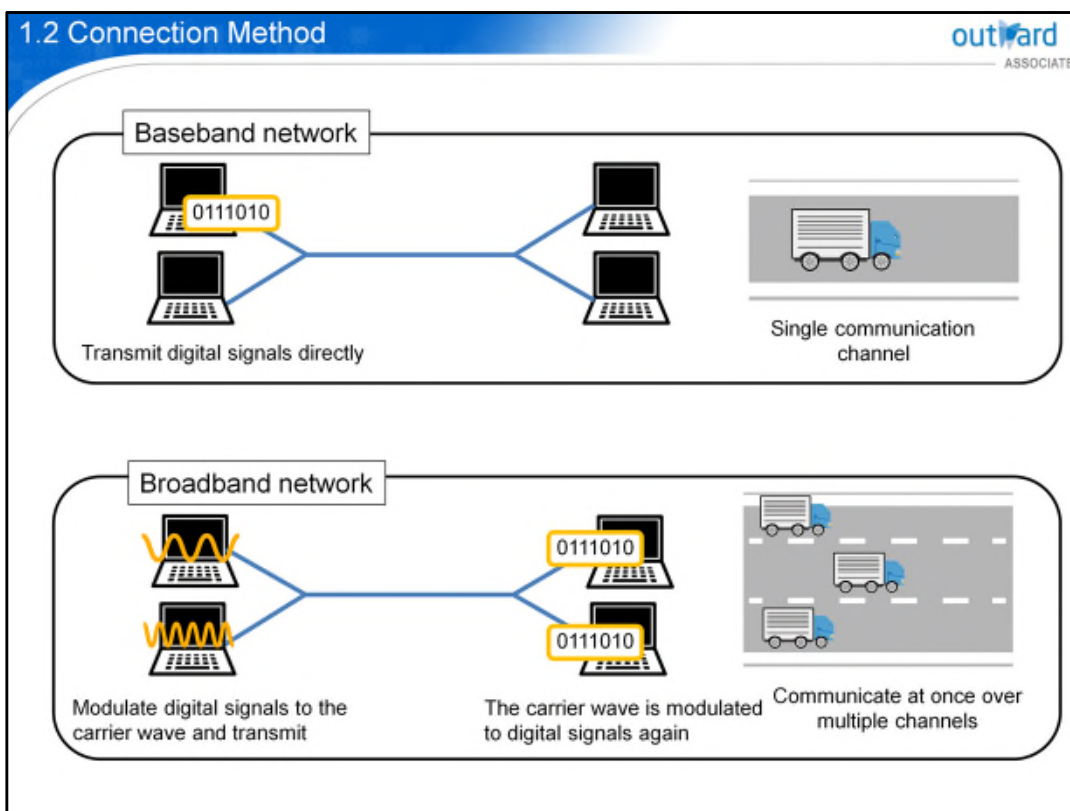 1.2 Connection Method
outward
ASSOCIATE
Baseband network
0111010
Transmit digital signals directly
Single communication
channel
Broadband network
0111010
0111010
Modulate digital signals to the
carrier wave and transmit
The carrier wave is modulated
to digital signals again
Communicate at once over
multiple channels